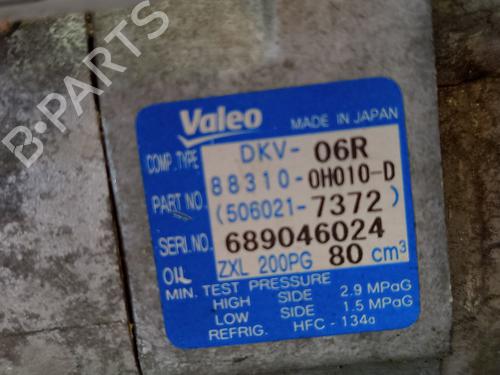 B-PARTS
Valeo MADE IN JAPAN
COMP.TYPE DKV- 06R
PART NO. 88310-0H010-D
(506021-7372)
SERI.NO. 689046024
OIL ZXL 200PG 80 cm³
MIN. TEST PRESSURE
HIGH SIDE 2.9 MPaG
LOW SIDE 1.5 MPaG
REFRIG. HFC - 134a